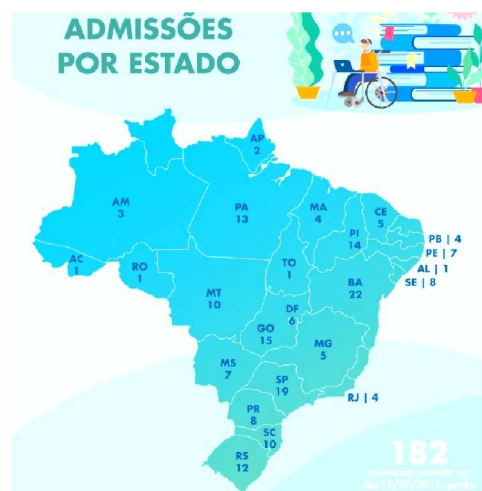 ADMISSÕES
POR ESTADO
AP
2
AM
3
PA
13
MA
4
CE
5
PI
14
PB | 4
PE | 7
AL | 1
SE | 8
AC
1
RO
1
TO
1
BA
22
MT
10
DF
6
GO
15
MG
5
MS
7
SP
19
RJ | 4
PR
8
SC
10
RS
12
182